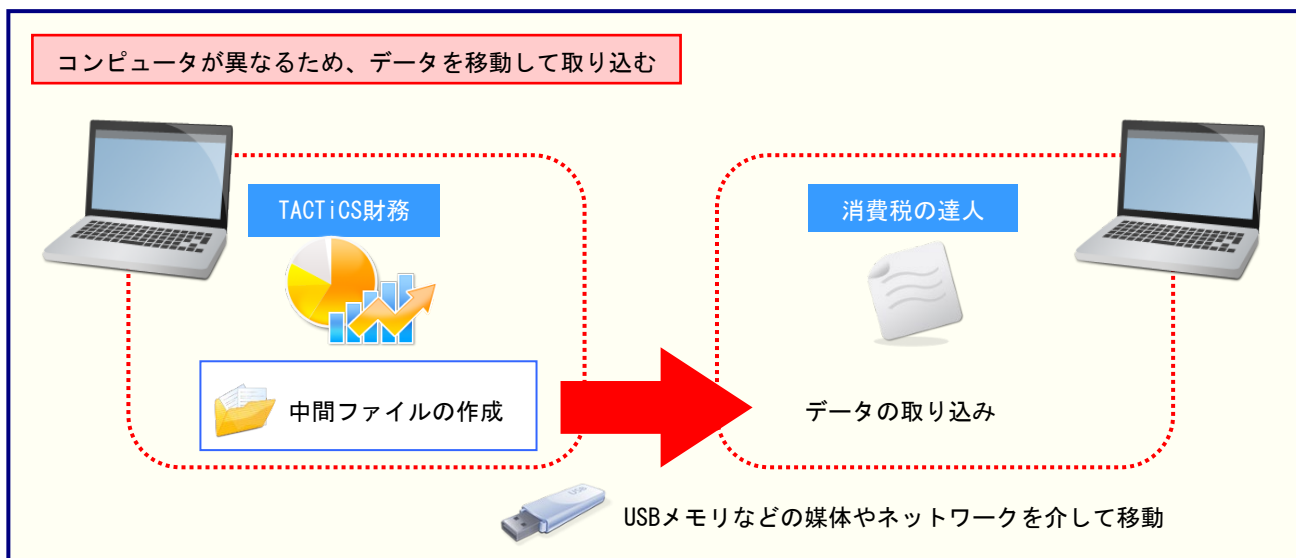 コンピュータが異なるため、データを移動して取り込む
TACTiCS財務
消費税の達人
中間ファイルの作成
データの取り込み
USB
USBメモリなどの媒体やネットワークを介して移動